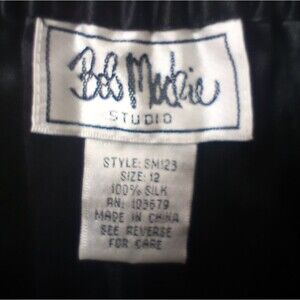 Bob Mackie
STUDIO
STYLE: SM123
SIZE: 12
100% SILK
RN: 103679
MADE IN CHINA
SEE REVERSE
FOR CARE